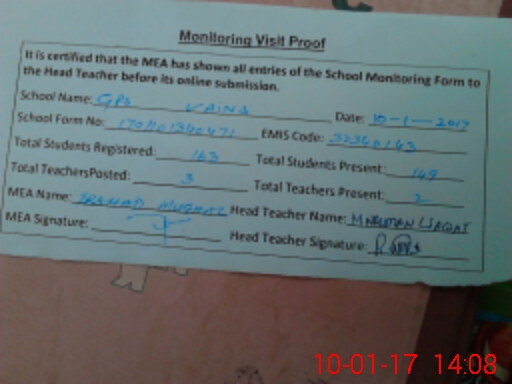 Monitoring Visit Proof
It is certified that the MEA has shown all entries of the School Monitoring Form to
the Head Teacher before its online submission.
School Name: GPS VAINS Date: 10-1-2017
School Form No: EMIS Code:
Total Students Registered: 163 Total Students Present: 149
Total TeachersPosted: 3 Total Teachers Present: 2
MEA Name: Head Teacher Name:
MEA Signature: Head Teacher Signature:
10-01-17 14:08